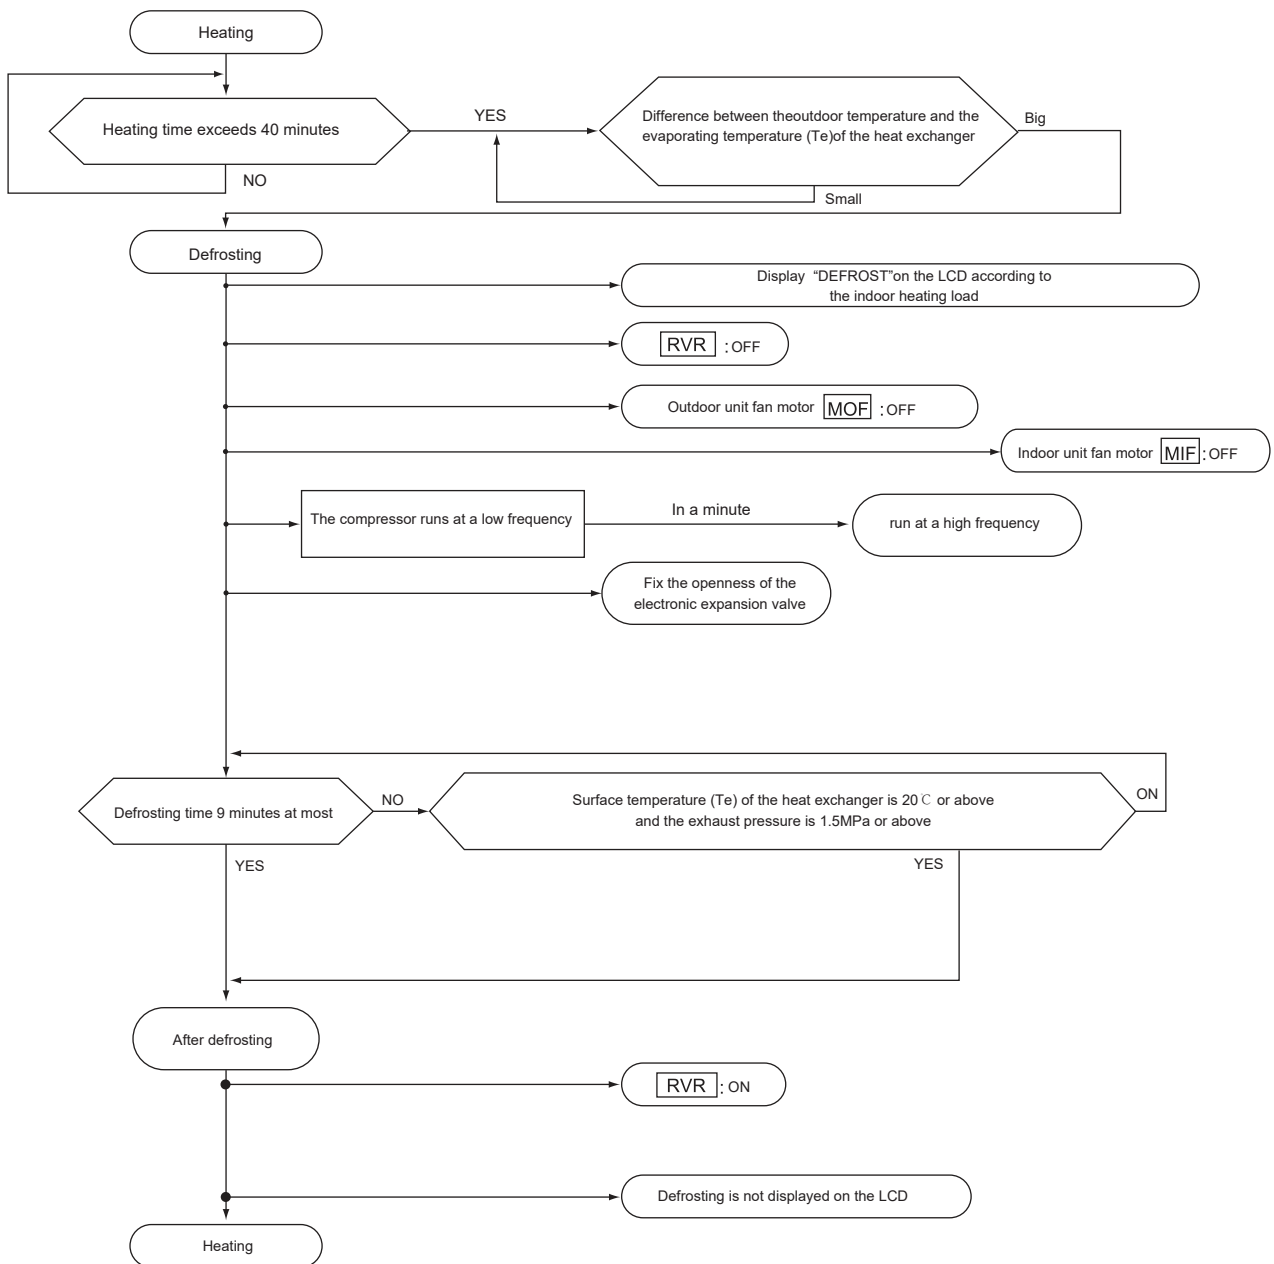 Heating
Heating time exceeds 40 minutes
YES
NO
Difference between theoutdoor temperature and the
evaporating temperature (Te)of the heat exchanger
Big
Small
Defrosting
Display “DEFROST”on the LCD according to
the indoor heating load
RVR : OFF
Outdoor unit fan motor MOF : OFF
Indoor unit fan motor MIF : OFF
The compressor runs at a low frequency
In a minute
run at a high frequency
Fix the openness of the
electronic expansion valve
Defrosting time 9 minutes at most
NO
YES
Surface temperature (Te) of the heat exchanger is 20℃ or above
and the exhaust pressure is 1.5MPa or above
ON
YES
After defrosting
RVR : ON
Defrosting is not displayed on the LCD
Heating